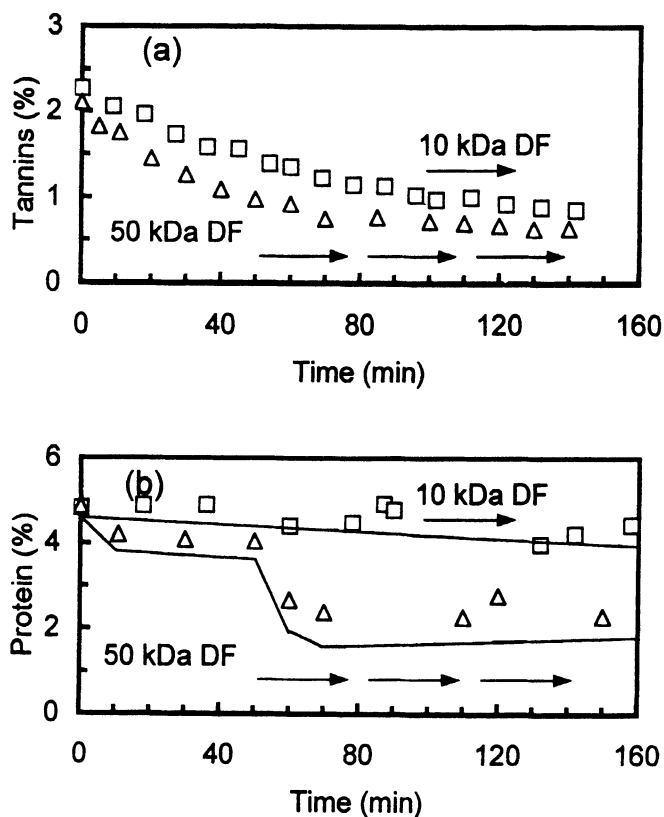 3
(a)
10 kDa DF
2
Tannins (%)
1
50 kDa DF
0
0 40 80 120 160
Time (min)
6
(b)
10 kDa DF
4
Protein (%)
2
50 kDa DF
0
0 40 80 120 160
Time (min)